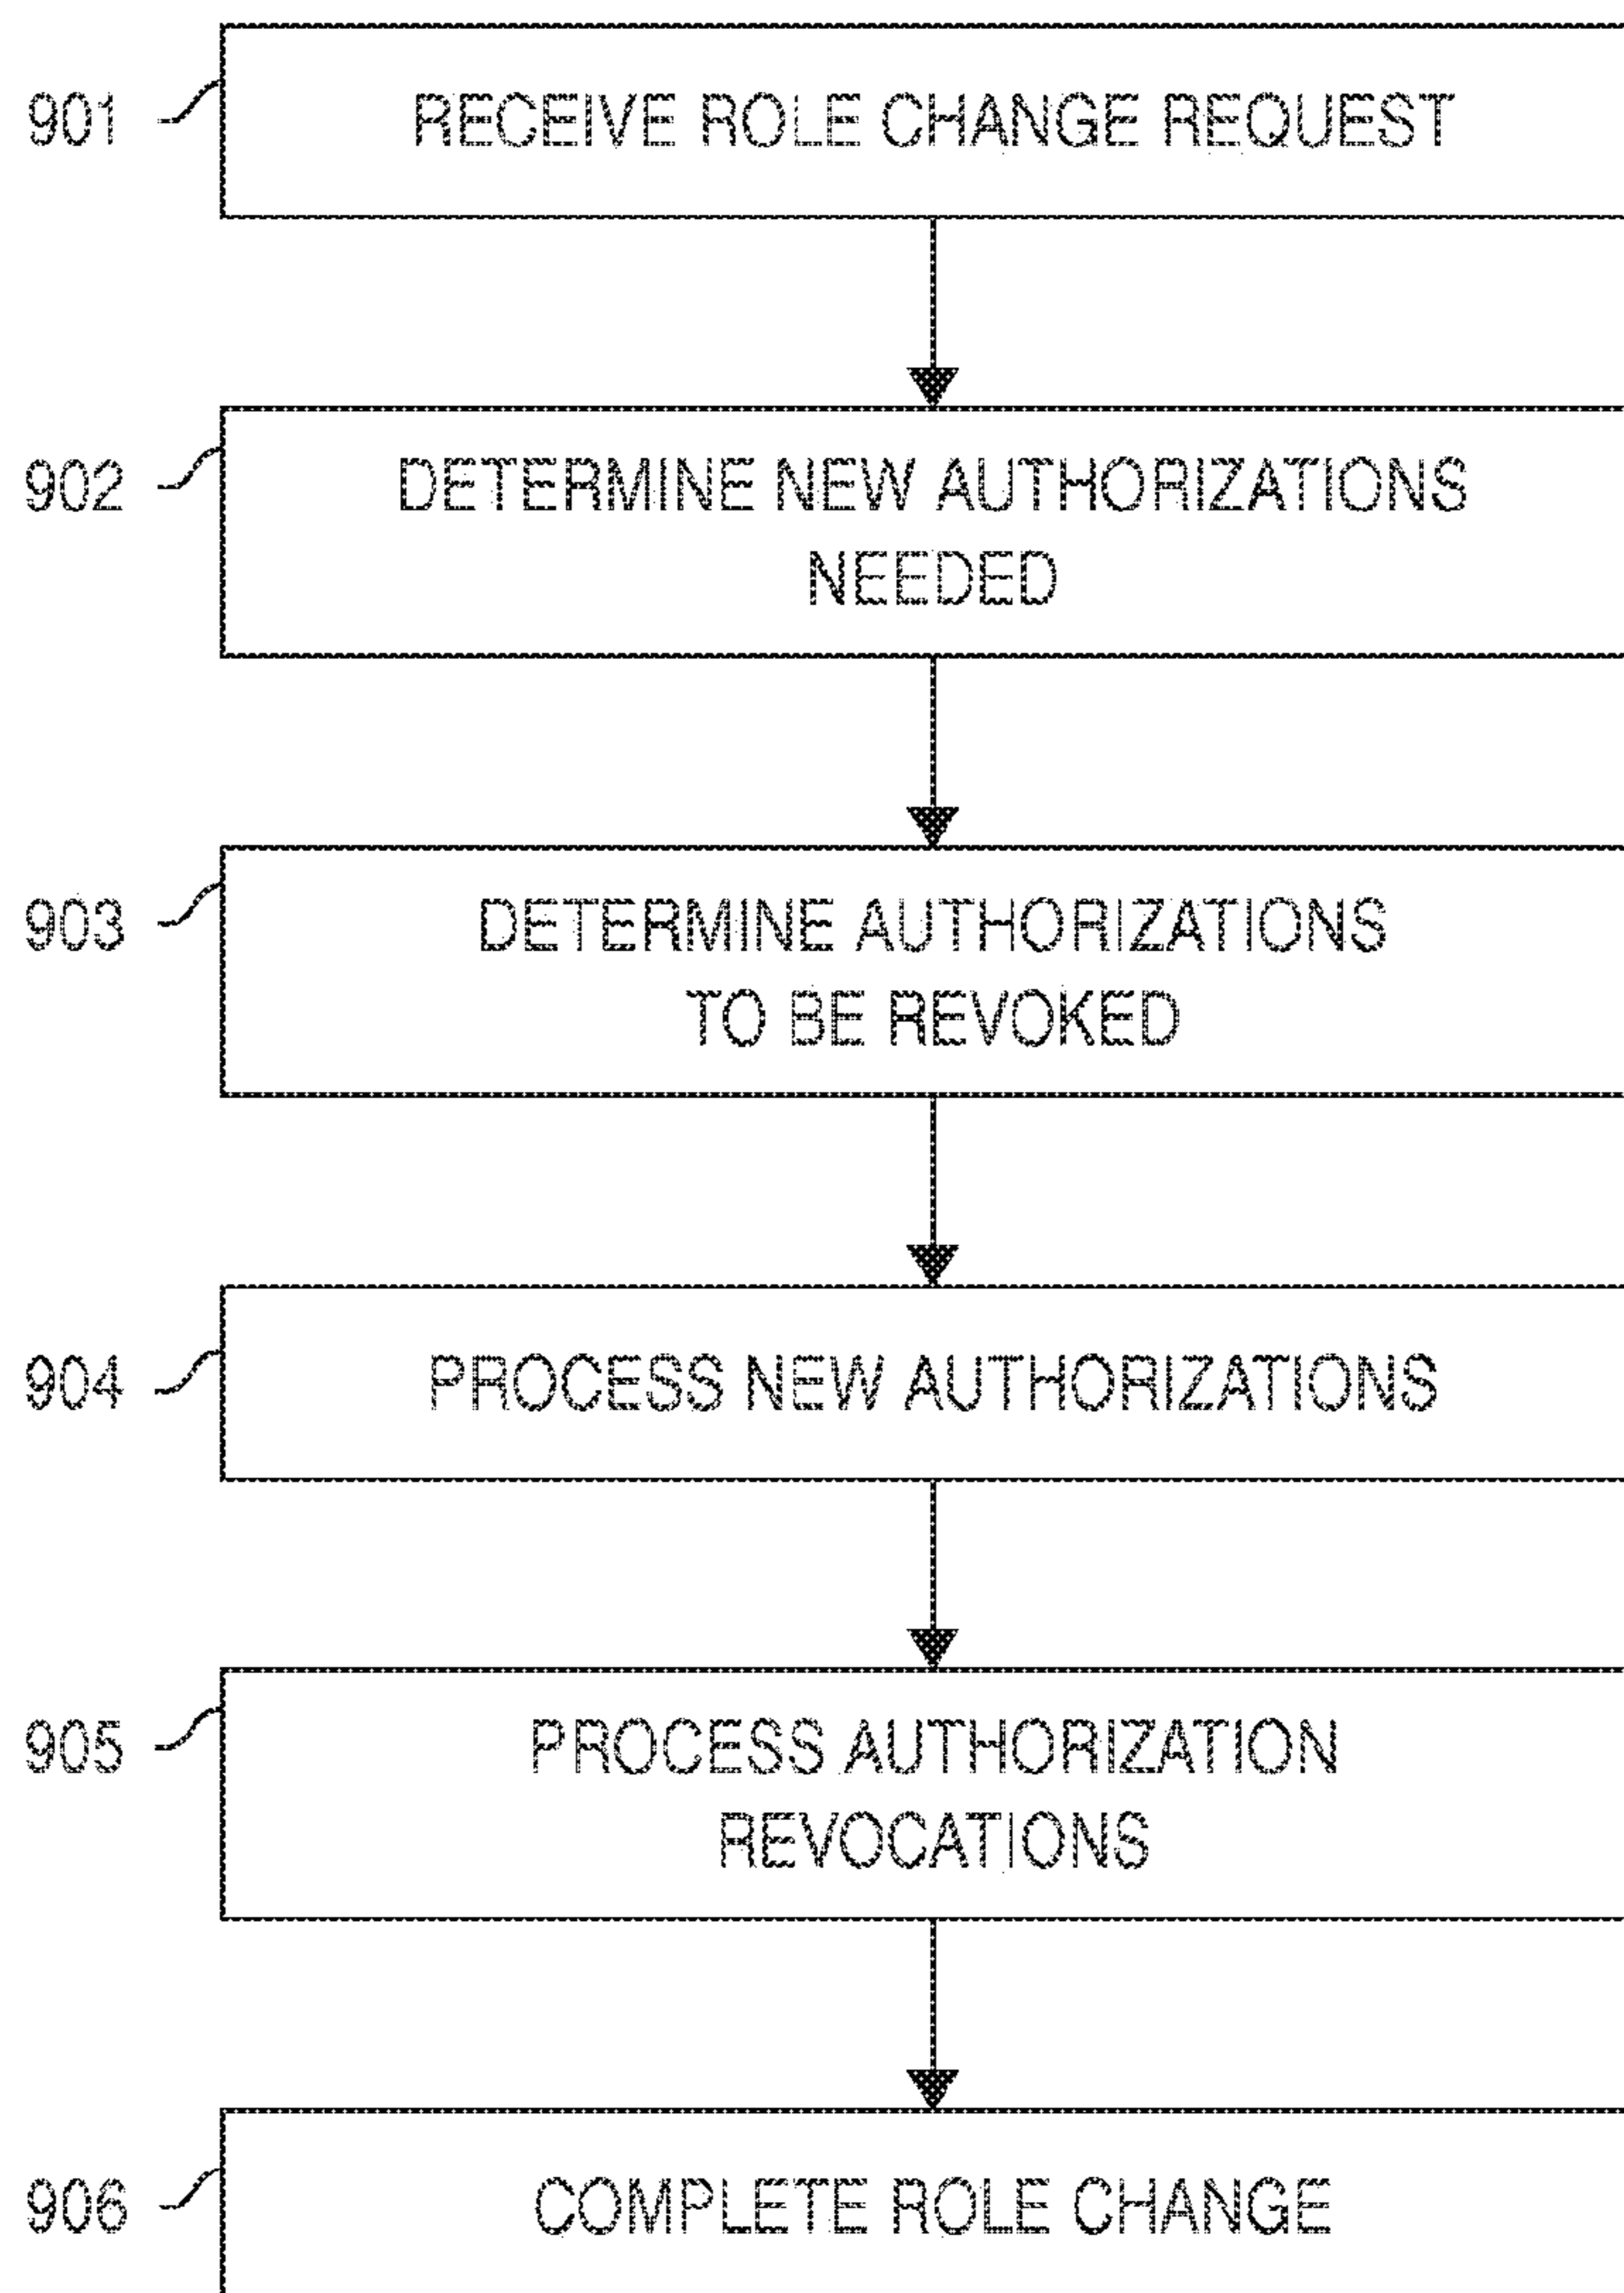 901 RECEIVE ROLE CHANGE REQUEST
902 DETERMINE NEW AUTHORIZATIONS
NEEDED
903 DETERMINE AUTHORIZATIONS
TO BE REVOKED
904 PROCESS NEW AUTHORIZATIONS
905 PROCESS AUTHORIZATION
REVOCATIONS
906 COMPLETE ROLE CHANGE